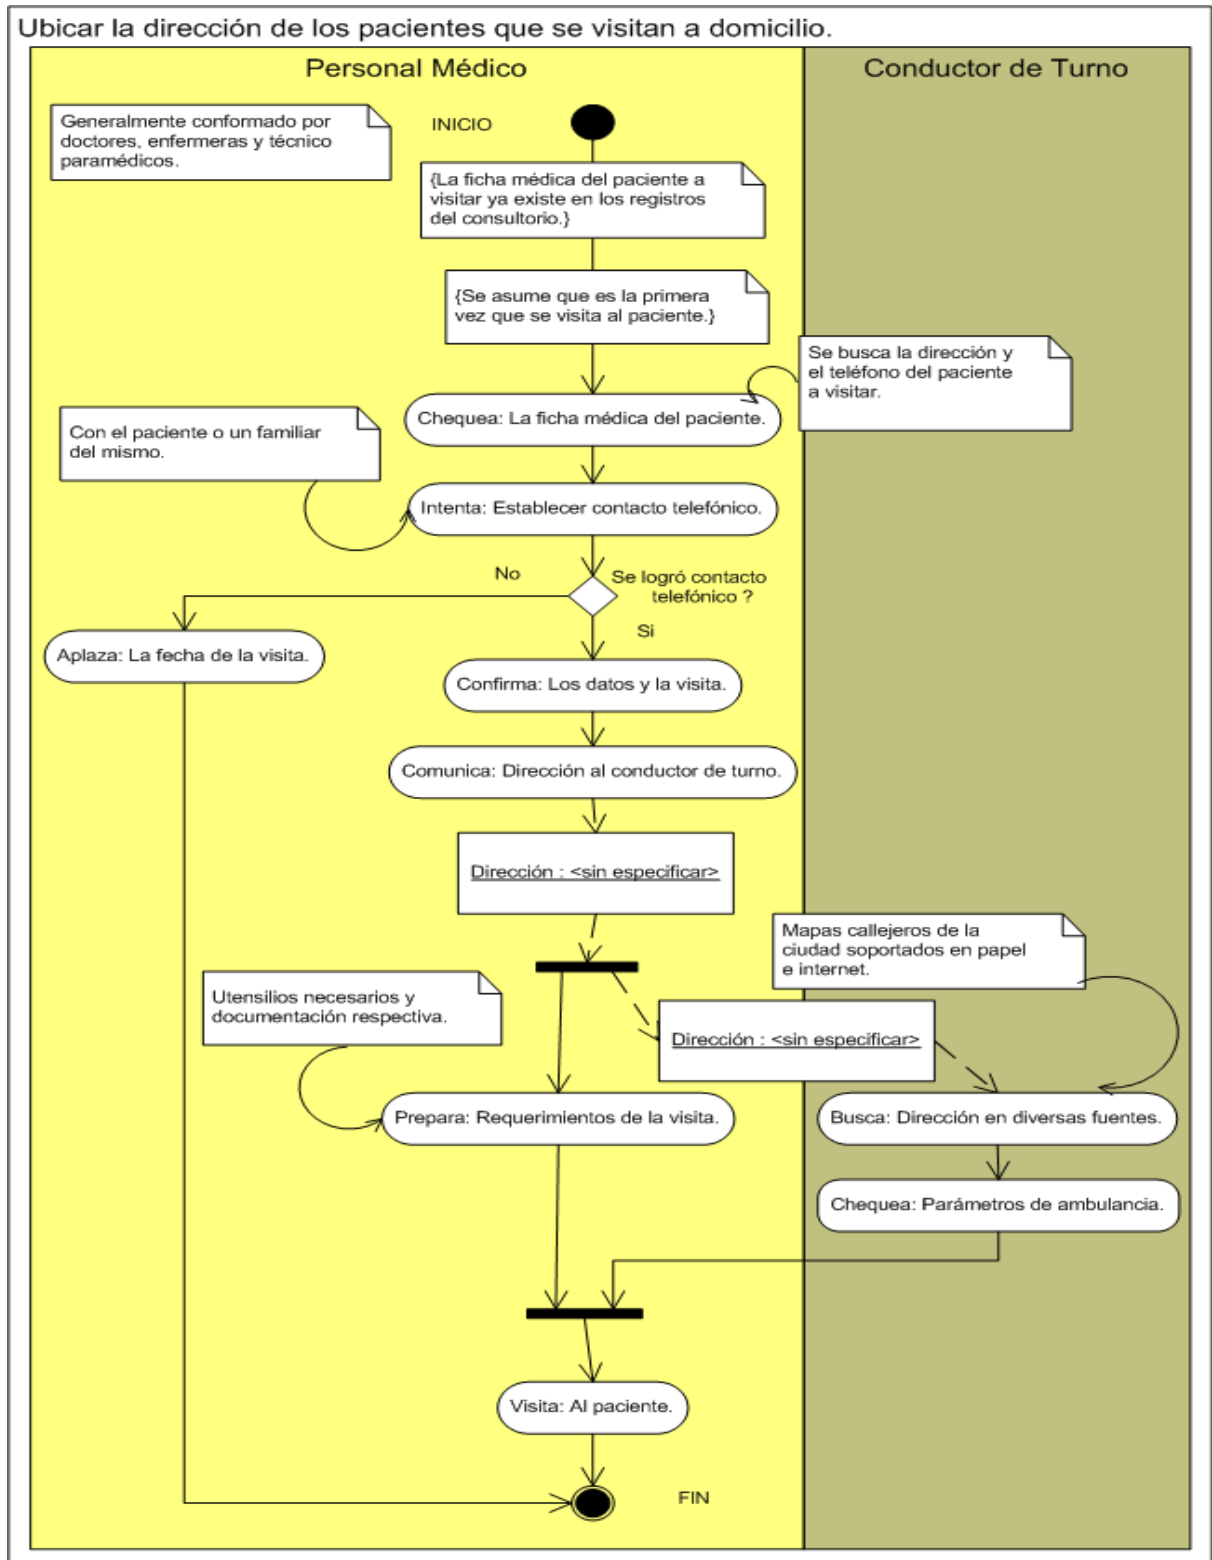 Ubicar la dirección de los pacientes que se visitan a domicilio.
Personal Médico
Conductor de Turno
Generalmente conformado por
doctores, enfermeras y técnico
paramédicos.
INICIO
{La ficha médica del paciente a
visitar ya existe en los registros
del consultorio.}
{Se asume que es la primera
vez que se visita al paciente.}
Se busca la dirección y
el teléfono del paciente
a visitar.
Chequea: La ficha médica del paciente.
Con el paciente o un familiar
del mismo.
Intenta: Establecer contacto telefónico.
No
Se logró contacto
telefónico ?
Si
Aplaza: La fecha de la visita.
Confirma: Los datos y la visita.
Comunica: Dirección al conductor de turno.
Dirección : <sin especificar>
Mapas callejeros de la
ciudad soportados en papel
e internet.
Utensilios necesarios y
documentación respectiva.
Dirección : <sin especificar>
Prepara: Requerimientos de la visita.
Busca: Dirección en diversas fuentes.
Chequea: Parámetros de ambulancia.
Visita: Al paciente.
FIN